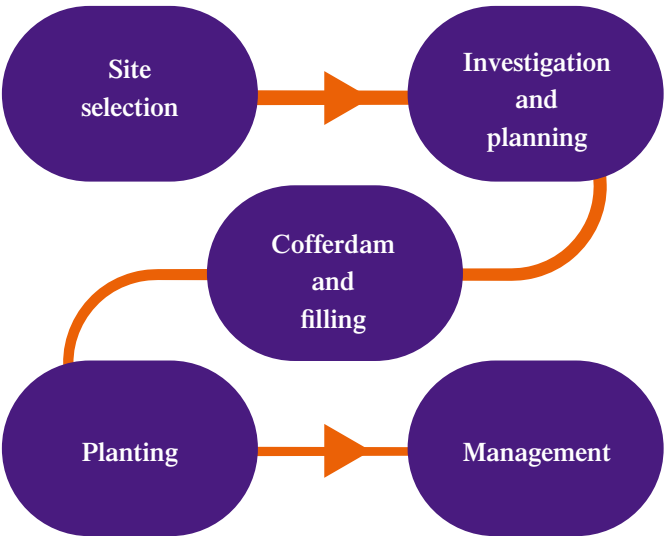 Site
selection
Investigation
and
planning
Cofferdam
and
filling
Planting
Management